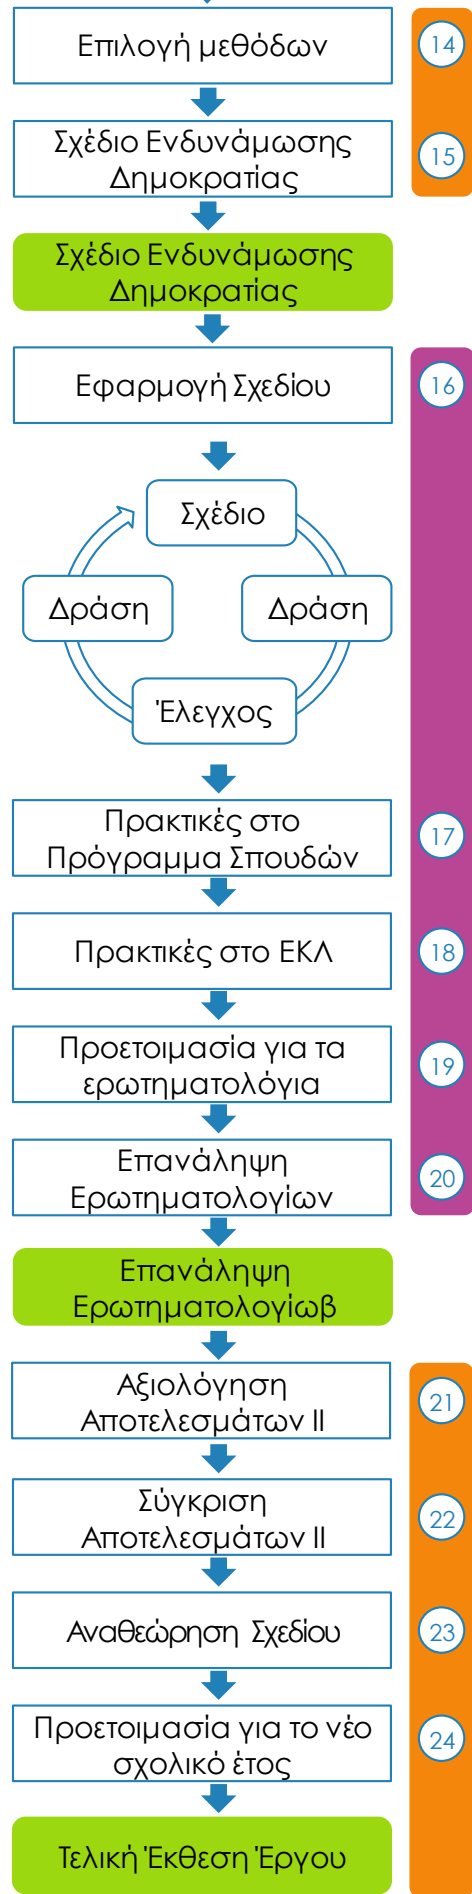 Επιλογή μεθόδων
14
Σχέδιο Ενδυνάμωσης
Δημοκρατίας
15
Σχέδιο Ενδυνάμωσης
Δημοκρατίας
Εφαρμογή Σχεδίου
16
Σχέδιο
Δράση
Δράση
Έλεγχος
Πρακτικές στο
Πρόγραμμα Σπουδών
17
Πρακτικές στο ΕΚΛ
18
Προετοιμασία για τα
ερωτηματολόγια
19
Επανάληψη
Ερωτηματολογίων
20
Επανάληψη
Ερωτηματολογίωβ
Αξιολόγηση
Αποτελεσμάτων ΙΙ
21
Σύγκριση
Αποτελεσμάτων ΙΙ
22
Αναθεώρηση Σχεδίου
23
Προετοιμασία για το νέο
σχολικό έτος
24
Τελική Έκθεση Έργου